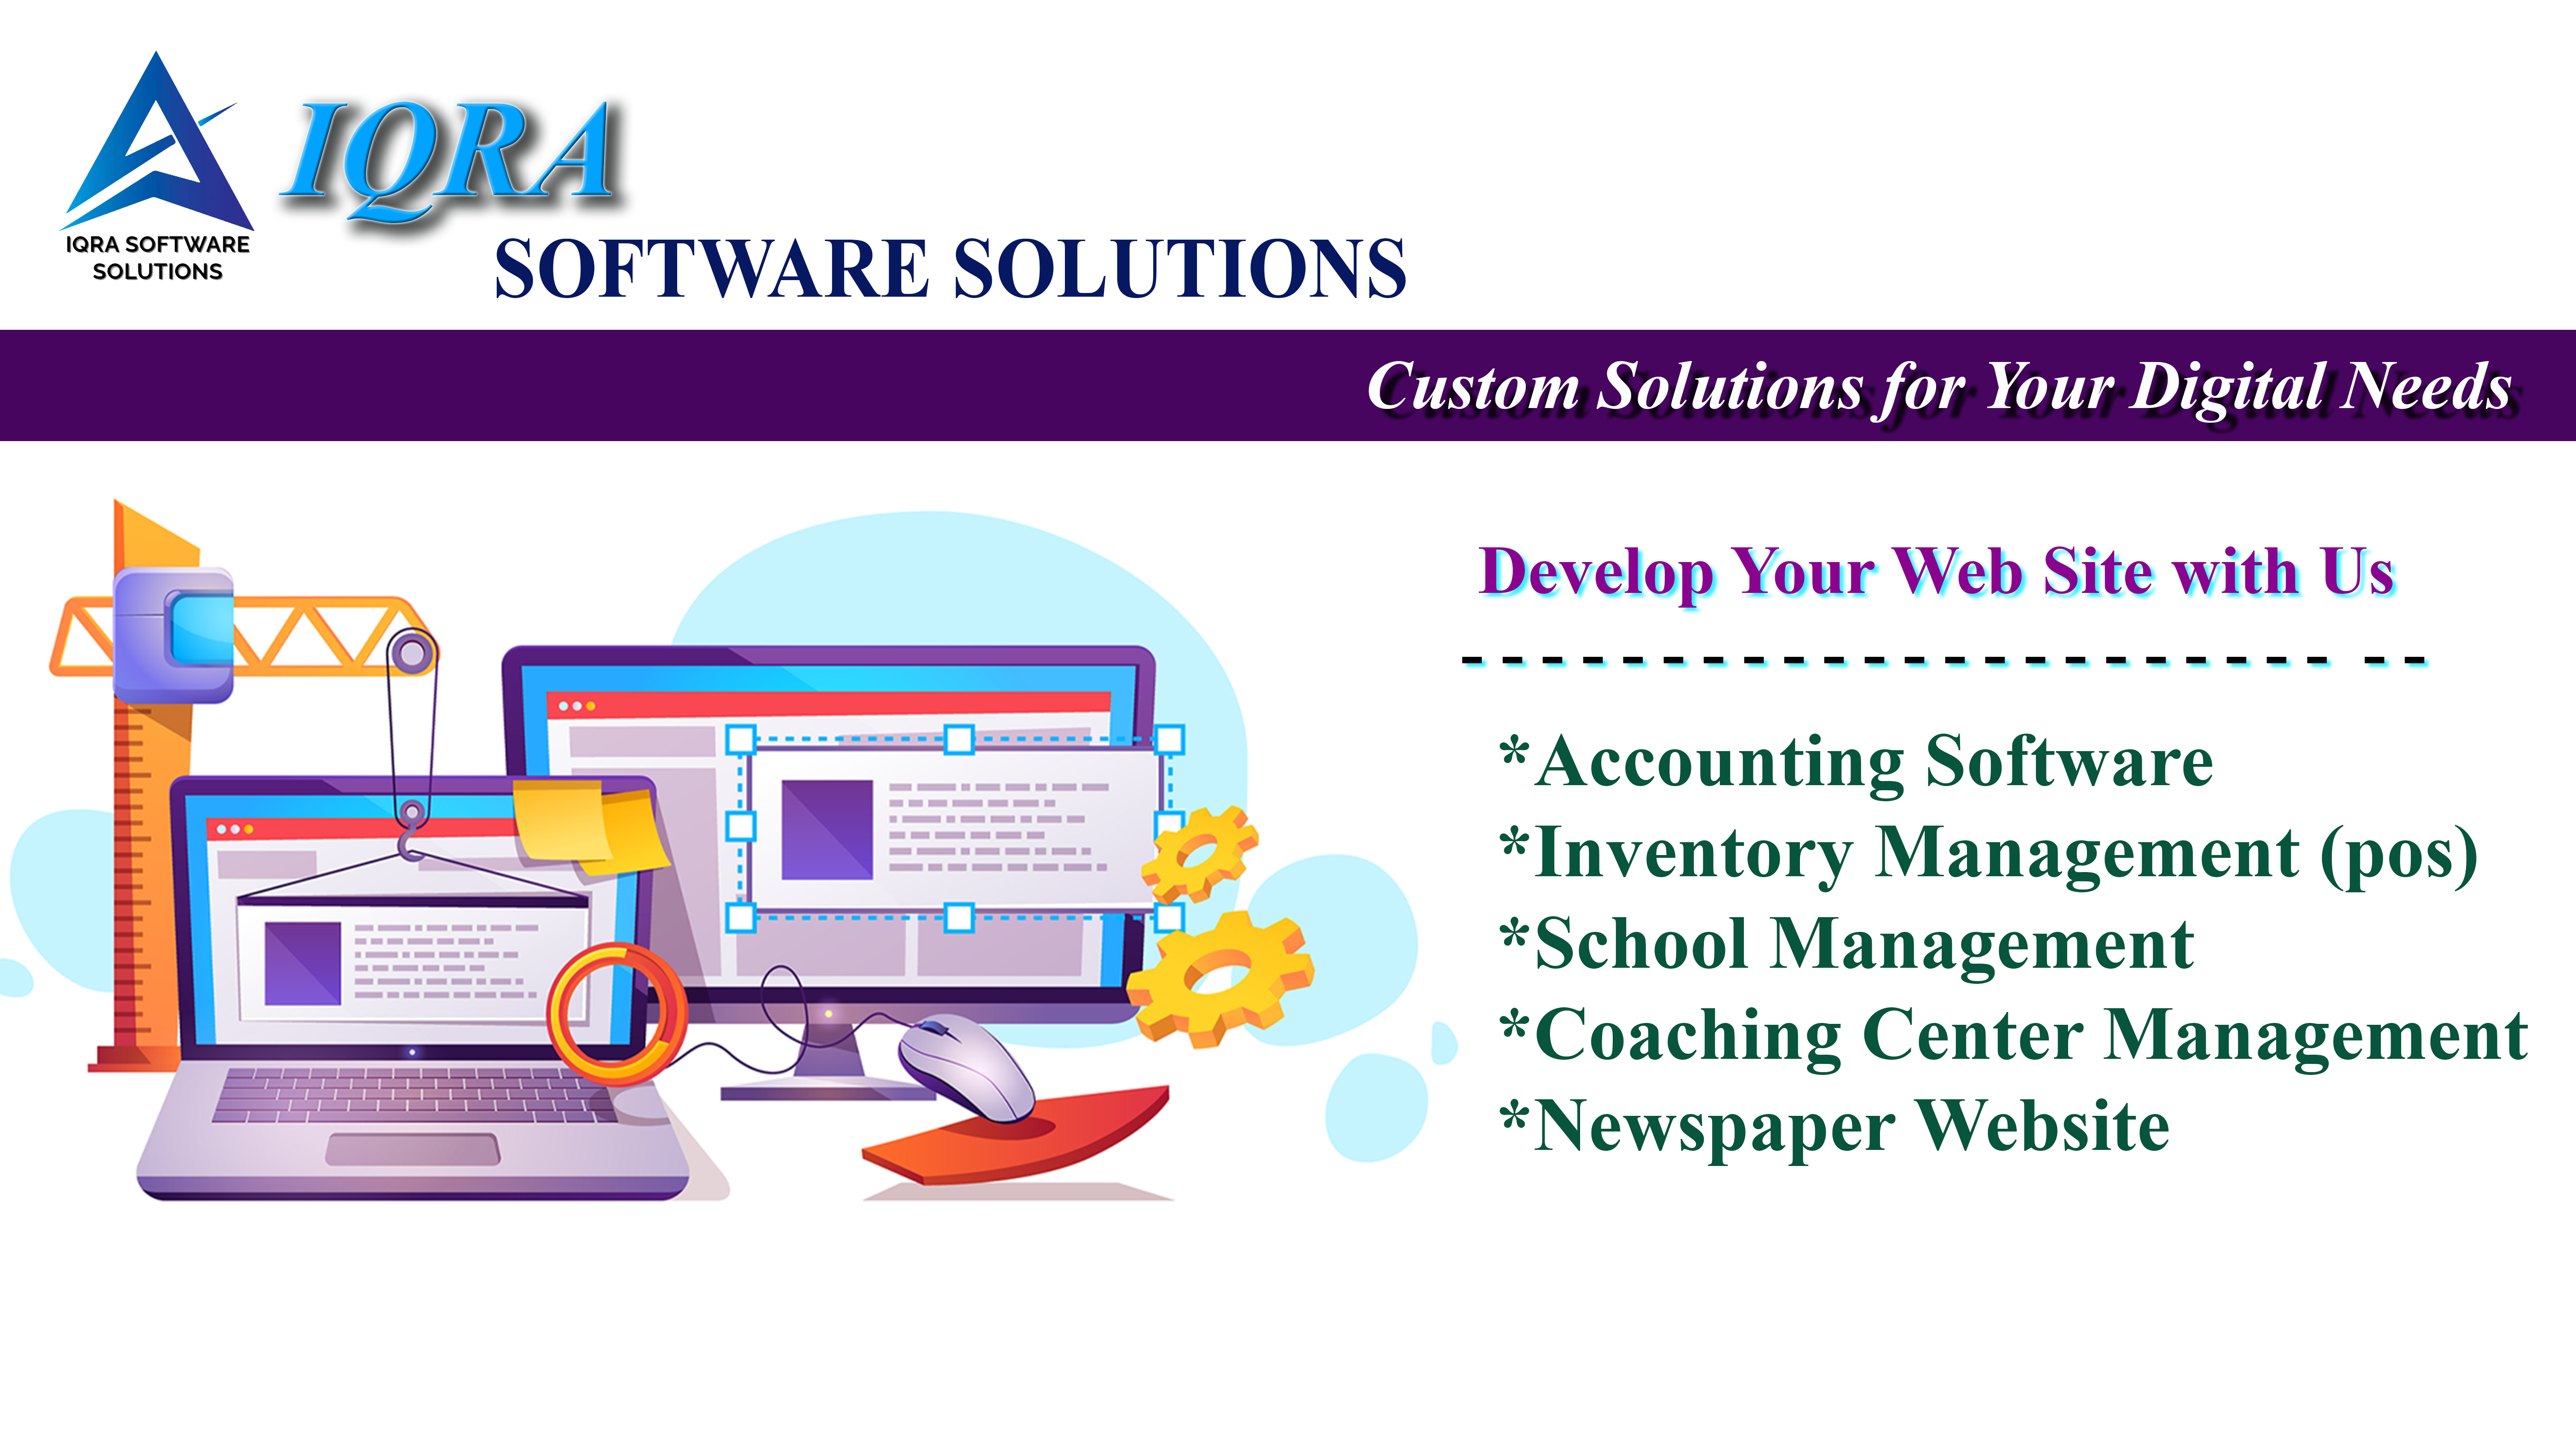 IQRA SOFTWARE
SOLUTIONS
IQRA
SOFTWARE SOLUTIONS
Custom Solutions for Your Digital Needs
Develop Your Web Site with Us
- - - - - - - - - - - - - - - - - - - - - - - -
*Accounting Software
*Inventory Management (pos)
*School Management
*Coaching Center Management
*Newspaper Website